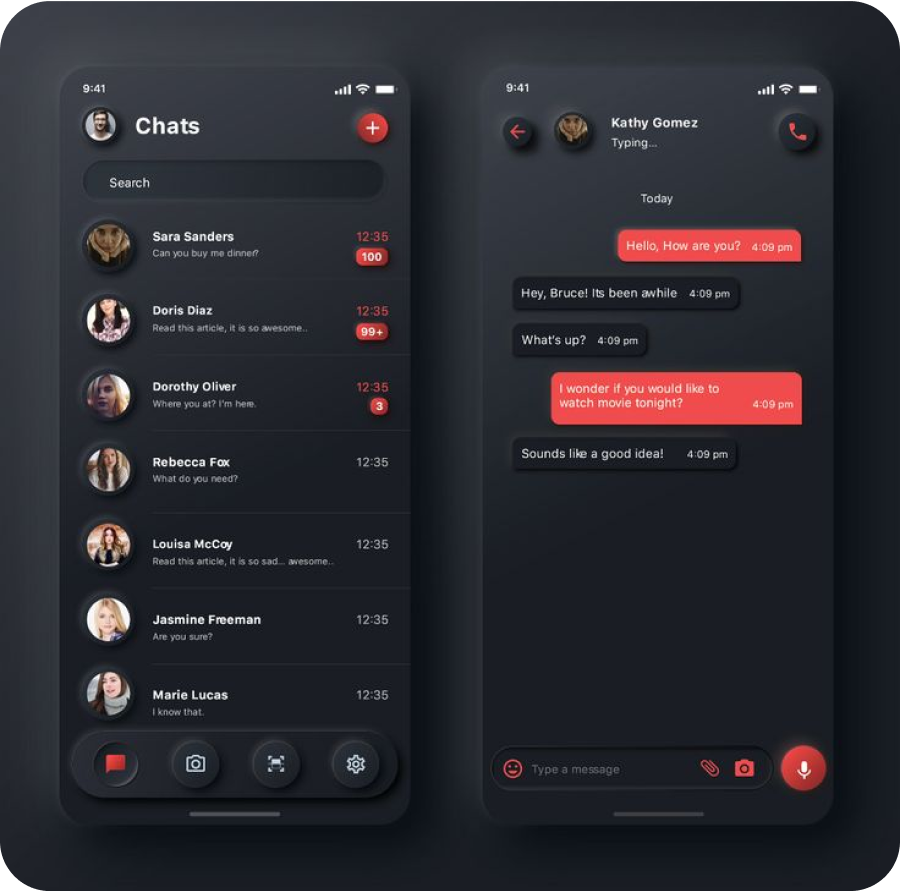 9:41
Chats
Search
Sara Sanders
12:35
Can you buy me dinner?
100
Doris Diaz
12:35
Read this article, it is so awesome..
99+
Dorothy Oliver
12:35
Where you at? I'm here.
3
Rebecca Fox
12:35
What do you need?
Louisa McCoy
12:35
Read this article, it is so sad... awesome..
Jasmine Freeman
12:35
Are you sure?
Marie Lucas
12:35
I know that.
9:41
Kathy Gomez
Typing...
Today
Hello, How are you? 4:09 pm
Hey, Bruce! Its been awhile 4:09 pm
What's up? 4:09 pm
I wonder if you would like to
watch movie tonight? 4:09 pm
Sounds like a good idea! 4:09 pm
Type a message